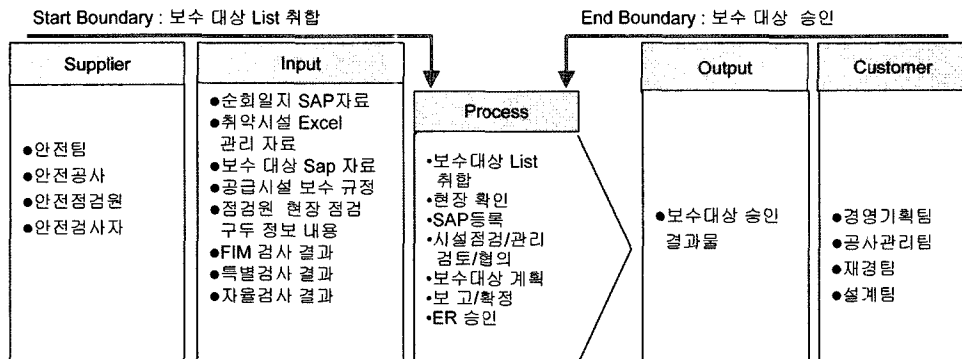 Start Boundary : 보수 대상 List 취합
End Boundary : 보수 대상 승인
Supplier
●안전팀
●안전공사
●안전점검원
●안전검사자
Input
●순회일지 SAP자료
●취약시설 Excel
관리 자료
●보수 대상 Sap 자료
●공급시설 보수 규정
●점검원 현장 점검
구두 정보 내용
●FIM 검사 결과
●특별검사 결과
●자율검사 결과
Process
•보수대상 List
취합
•현장 확인
•SAP등록
•시설점검/관리
검토/협의
•보수대상 계획
•보 고/확정
•ER 승인
Output
●보수대상 승인
결과물
Customer
●경영기획팀
●공사관리팀
●재경팀
●설계팀